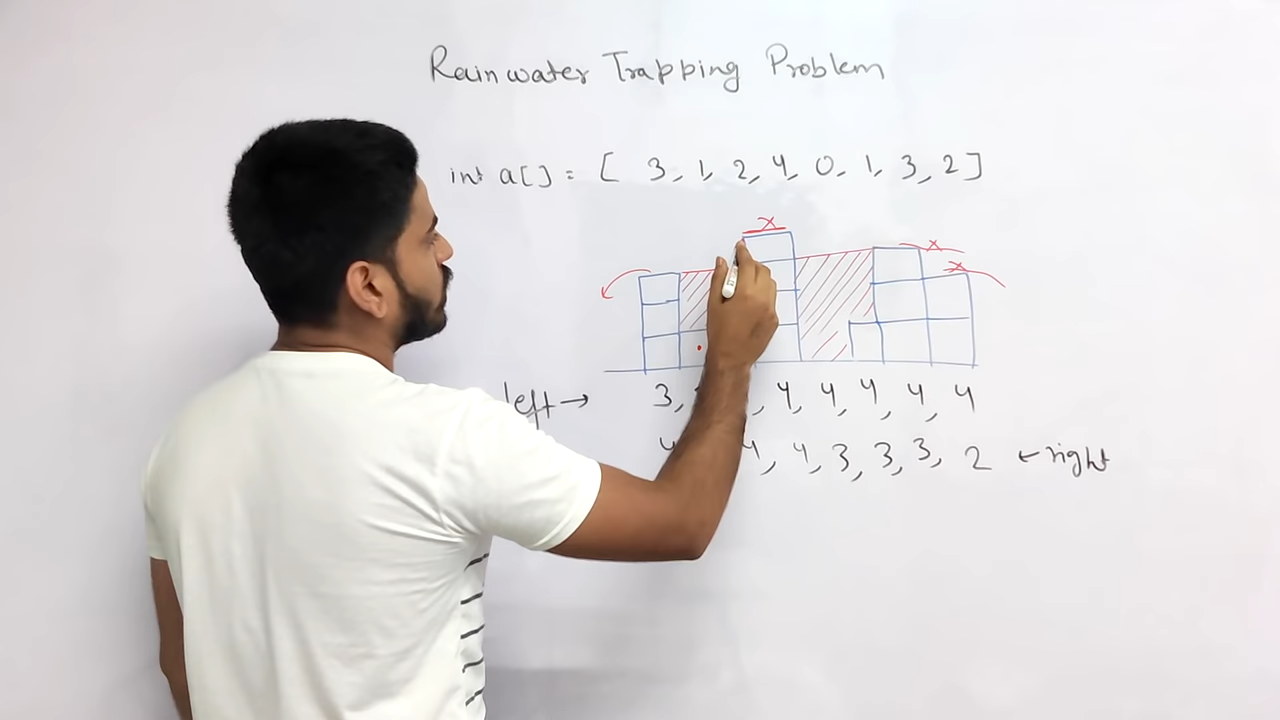 Rainwater Trapping Problem
int a[] = [ 3, 1, 2, 4, 0, 1, 3, 2 ]
left → 3, 4, 4, 4, 4, 4
4, 4, 3, 3, 3, 2 ← right